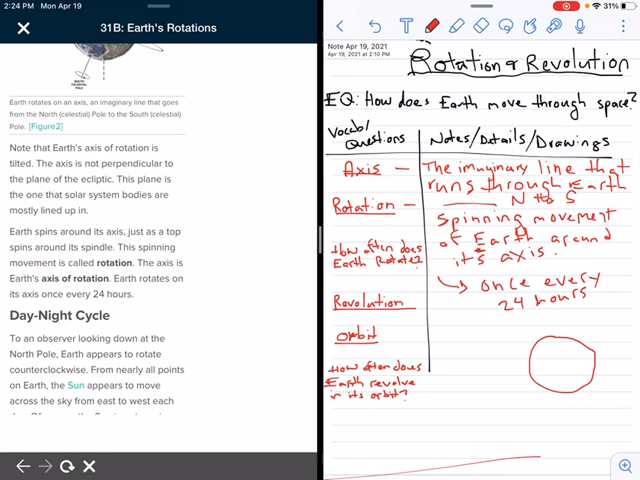 2:24 PM Mon Apr 19
31%
31B: Earth's Rotations
SOUTH
CELESTIAL
POLE
Earth rotates on an axis, an imaginary line that goes
from the North (celestial) Pole to the South (celestial)
Pole. [Figure2]
Note that Earth's axis of rotation is
tilted. The axis is not perpendicular to
the plane of the ecliptic. This plane is
the one that solar system bodies are
mostly lined up in.
Earth spins around its axis, just as a top
spins around its spindle. This spinning
movement is called rotation. The axis is
Earth's axis of rotation. Earth rotates on
its axis once every 24 hours.
Day-Night Cycle
To an observer looking down at the
North Pole, Earth appears to rotate
counterclockwise. From nearly all points
on Earth, the Sun appears to move
across the sky from east to west each
Note Apr 19, 2021
Apr 19, 2021 at 2:10 PM
Rotation & Revolution
EQ: How does Earth move through space?
Vocab/
Questions
Notes/Details/Drawings
Axis — The imaginary line that
runs through Earth
N to S
Rotation —
spinning movement
of Earth around
it's axis.
How often does
Earth Rotate?
once every
24 hours
Revolution
Orbit
How often does
Earth revolve
in its orbit?